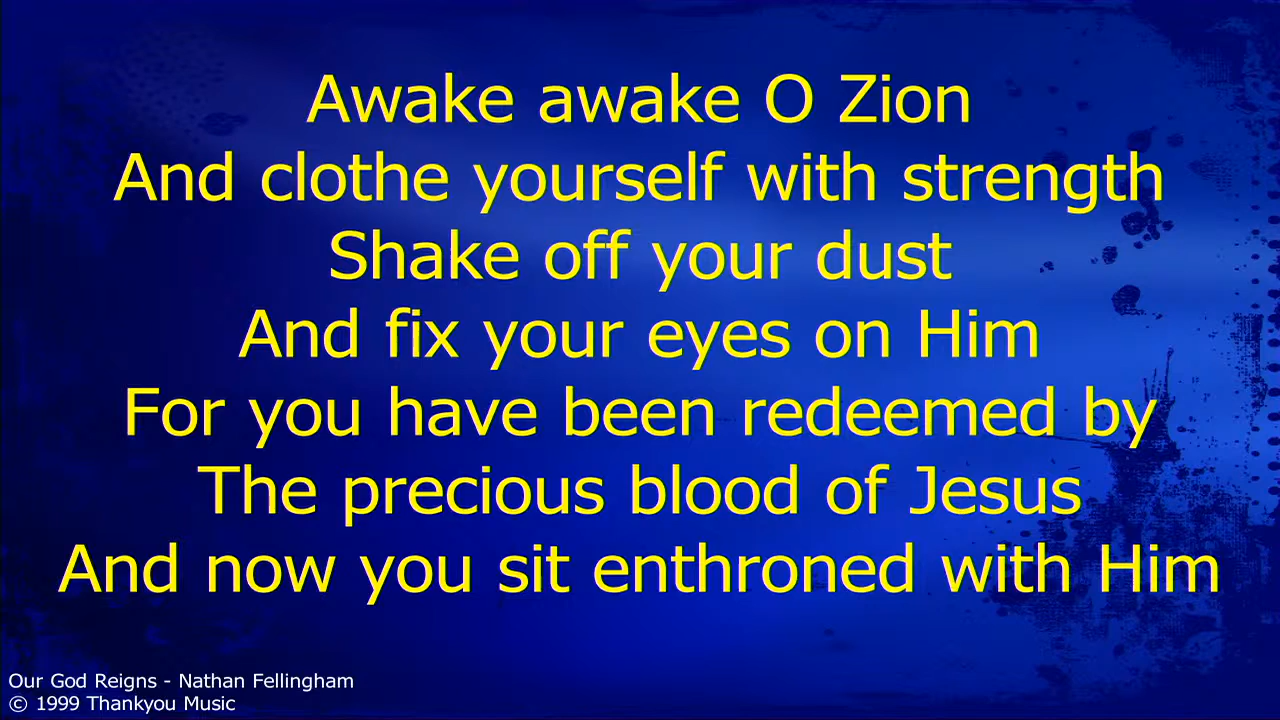 Awake awake O Zion
And clothe yourself with strength
Shake off your dust
And fix your eyes on Him
For you have been redeemed by
The precious blood of Jesus
And now you sit enthroned with Him
Our God Reigns - Nathan Fellingham
© 1999 Thankyou Music